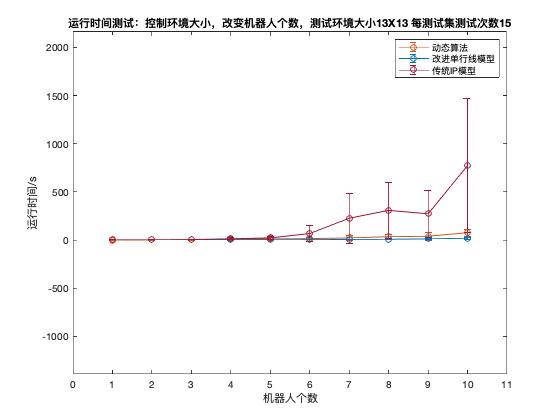 运行时间测试：控制环境大小，改变机器人个数，测试环境大小13X13 每测试集测试次数15
动态算法
改进单行线模型
传统IP模型
2000
1500
1000
500
0
-500
-1000
运行时间/s
0 1 2 3 4 5 6 7 8 9 10 11
机器人个数